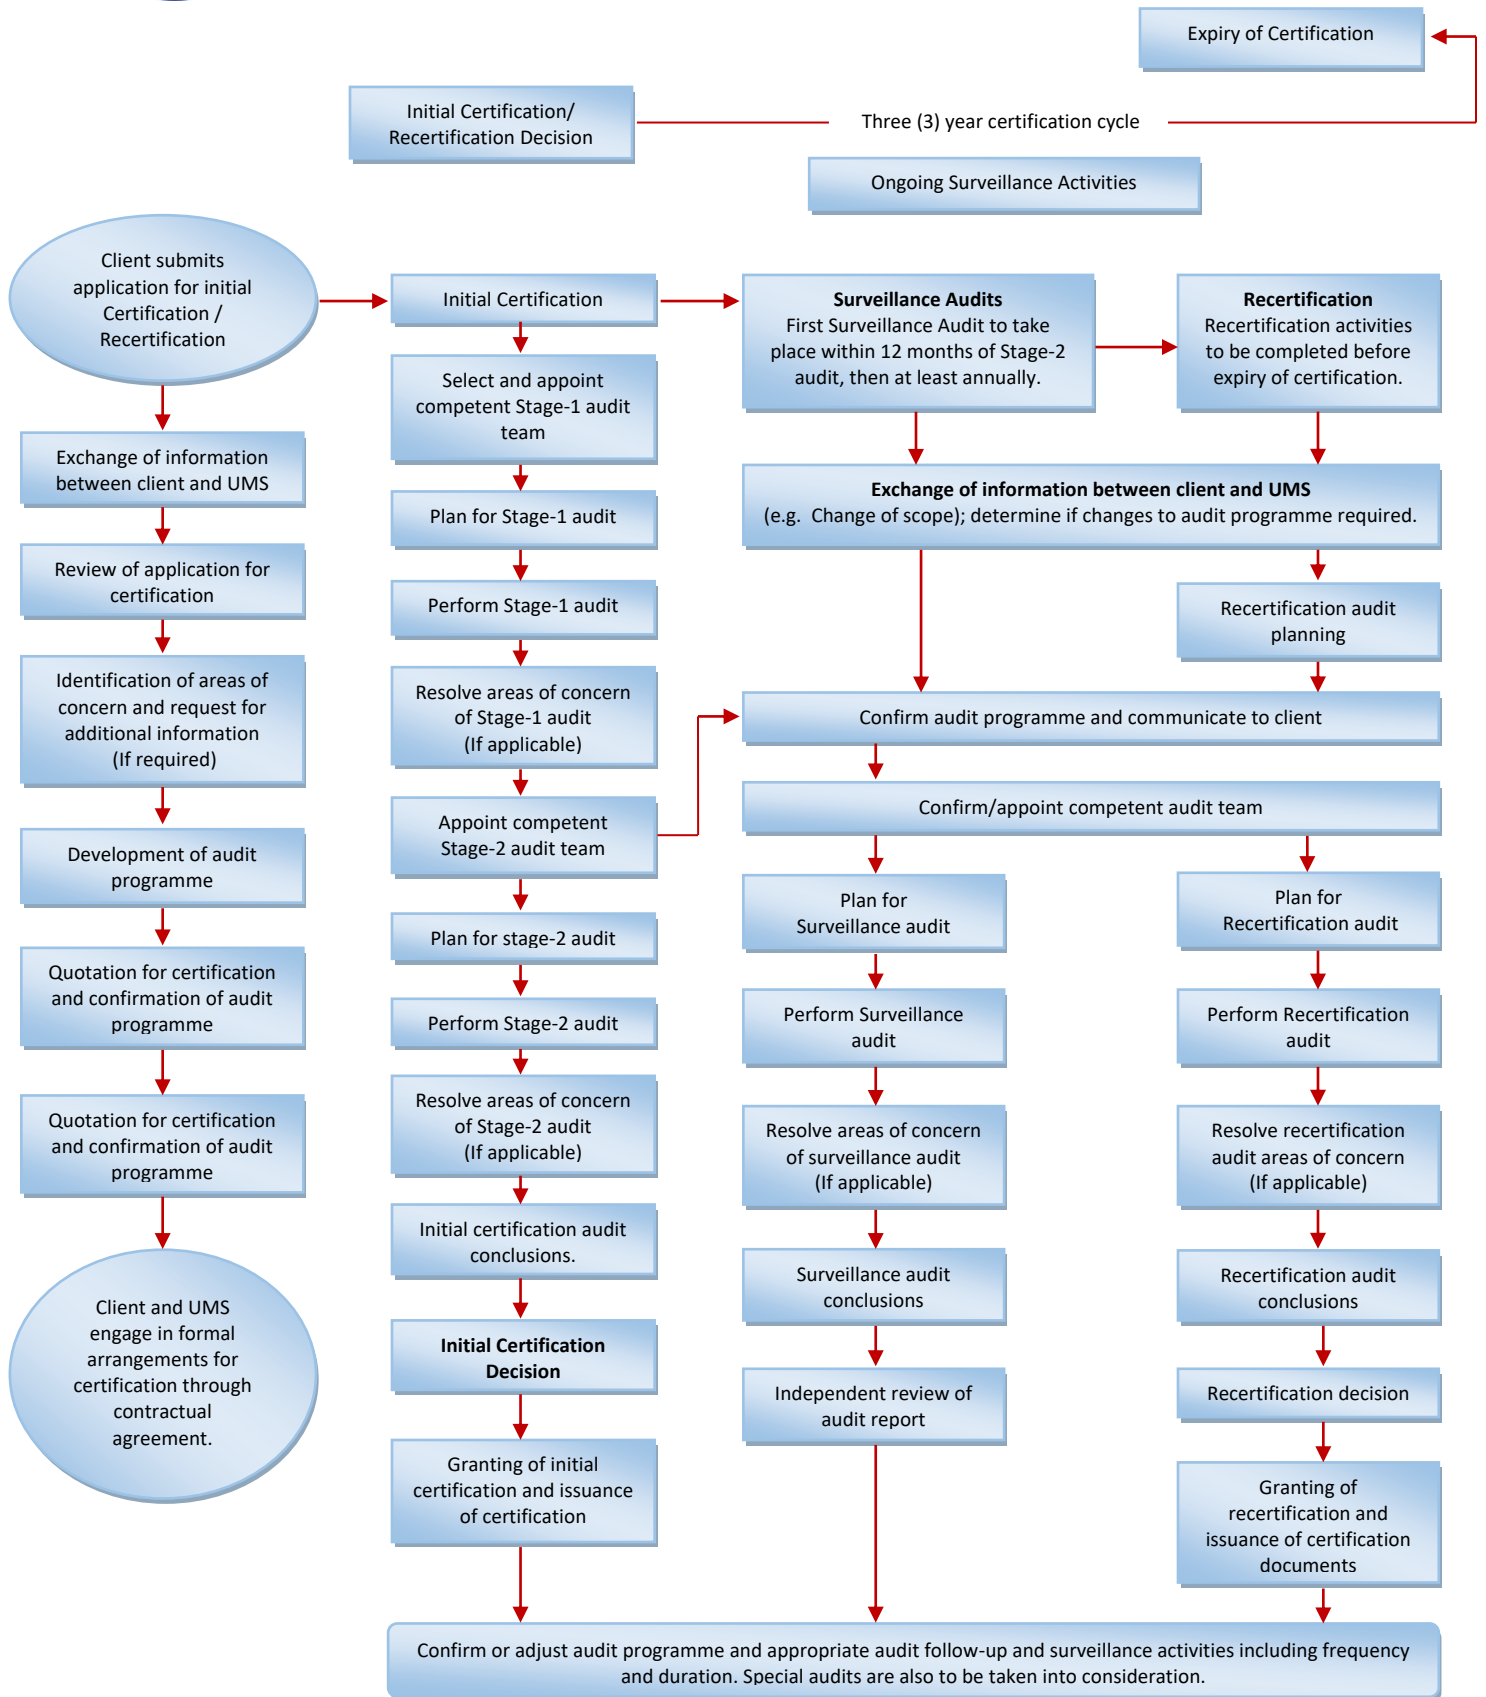 Expiry of Certification
Initial Certification/
Recertification Decision
Three (3) year certification cycle
Ongoing Surveillance Activities
Client submits
application for initial
Certification /
Recertification
Exchange of information
between client and UMS
Review of application for
certification
Identification of areas of
concern and request for
additional information
(If required)
Development of audit
programme
Quotation for certification
and confirmation of audit
programme
Quotation for certification
and confirmation of audit
programme
Client and UMS
engage in formal
arrangements for
certification through
contractual
agreement.
Initial Certification
Select and appoint
competent Stage-1 audit
team
Plan for Stage-1 audit
Perform Stage-1 audit
Resolve areas of concern
of Stage-1 audit
(If applicable)
Appoint competent
Stage-2 audit team
Plan for stage-2 audit
Perform Stage-2 audit
Resolve areas of concern
of Stage-2 audit
(If applicable)
Initial certification audit
conclusions.
Initial Certification
Decision
Granting of initial
certification and issuance
of certification
Surveillance Audits
First Surveillance Audit to take
place within 12 months of Stage-2
audit, then at least annually.
Recertification
Recertification activities
to be completed before
expiry of certification.
Exchange of information between client and UMS
(e.g. Change of scope); determine if changes to audit programme required.
Recertification audit
planning
Confirm audit programme and communicate to client
Confirm/appoint competent audit team
Plan for
Surveillance audit
Perform Surveillance
audit
Resolve areas of concern
of surveillance audit
(If applicable)
Surveillance audit
conclusions
Independent review of
audit report
Plan for
Recertification audit
Perform Recertification
audit
Resolve recertification
audit areas of concern
(If applicable)
Recertification audit
conclusions
Recertification decision
Granting of
recertification and
issuance of certification
documents
Confirm or adjust audit programme and appropriate audit follow-up and surveillance activities including frequency
and duration. Special audits are also to be taken into consideration.